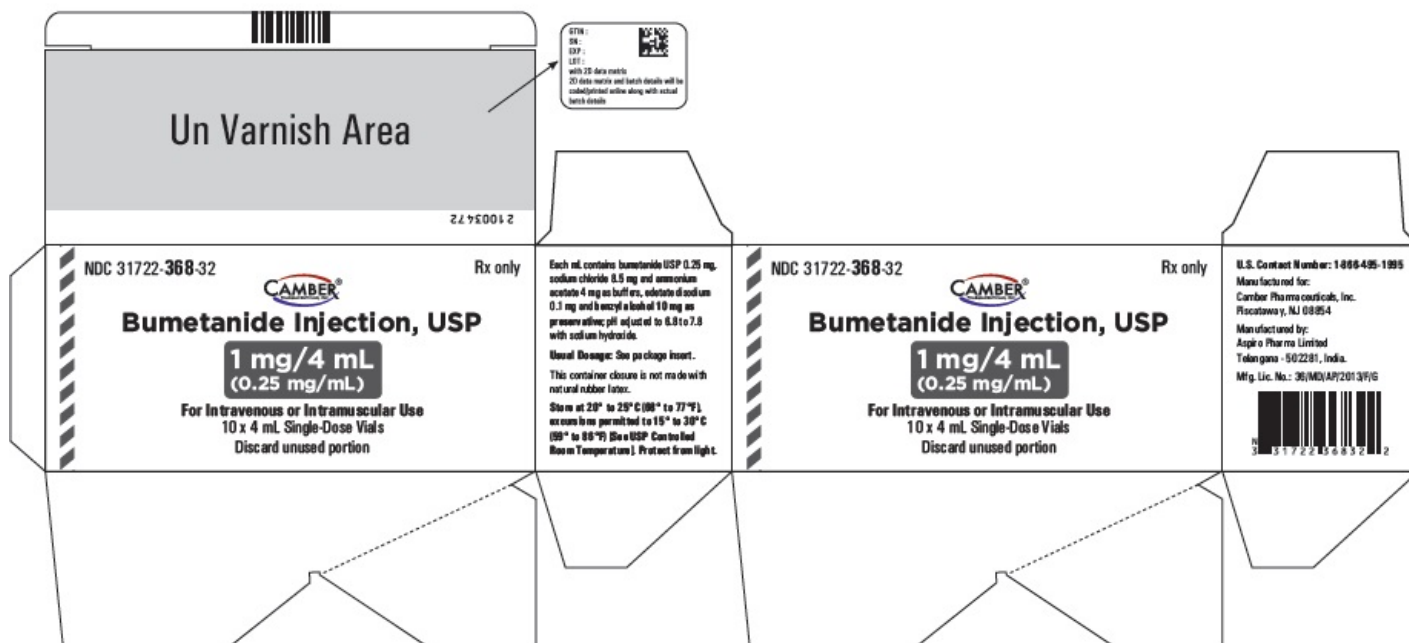 GTIN :
SN :
EXP :
LOT :
with 2D data matrix
2D data matrix and batch details will be
coded/printed online along with actual
batch details
Un Varnish Area
21003472
NDC 31722-368-32
Rx only
CAMBER®
PHARMACEUTICALS, INC.
Bumetanide Injection, USP
1 mg/4 mL
(0.25 mg/mL)
For Intravenous or Intramuscular Use
10 x 4 mL Single-Dose Vials
Discard unused portion
Each mL contains bumetanide USP 0.25 mg,
sodium chloride 8.5 mg and ammonium
acetate 4 mg as buffers, edetate disodium
0.1 mg and benzyl alcohol 10 mg as
preservative; pH adjusted to 6.8 to 7.8
with sodium hydroxide.
Usual Dosage: See package insert.
This container closure is not made with
natural rubber latex.
Store at 20° to 25°C (68° to 77°F),
excursions permitted to 15° to 30°C
(59° to 86°F) [See USP Controlled
Room Temperature]. Protect from light.
NDC 31722-368-32
Rx only
CAMBER®
PHARMACEUTICALS, INC.
Bumetanide Injection, USP
1 mg/4 mL
(0.25 mg/mL)
For Intravenous or Intramuscular Use
10 x 4 mL Single-Dose Vials
Discard unused portion
U.S. Contact Number: 1-866-495-1995
Manufactured for:
Camber Pharmaceuticals, Inc.
Piscataway, NJ 08854
Manufactured by:
Aspiro Pharma Limited
Telangana - 502281, India.
Mfg. Lic. No.: 36/MD/AP/2013/F/G
N
3 31722 36832 2